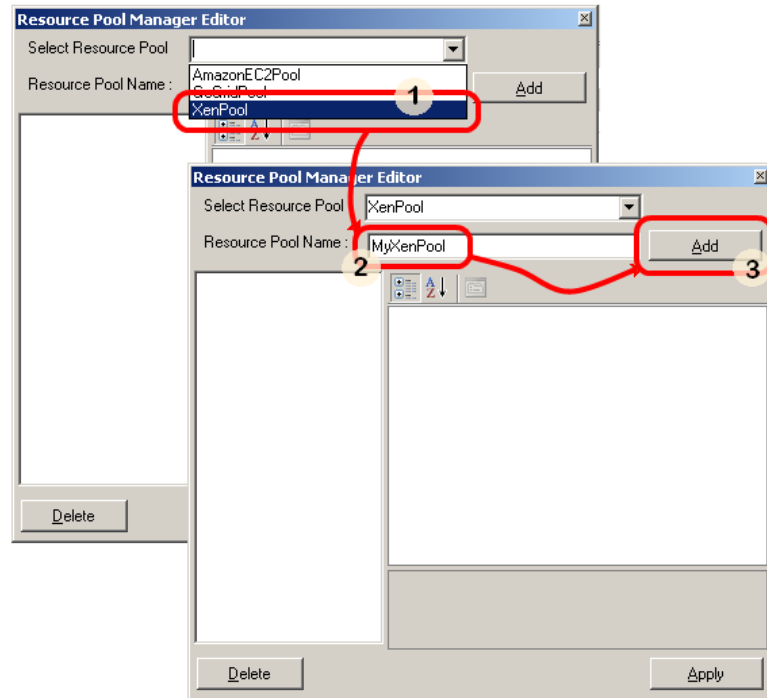 Resource Pool Manager Editor
Select Resource Pool
AmazonEC2Pool
Resource Pool Name :
GoGridPool
1
Add
XenPool
Resource Pool Manager Editor
Select Resource Pool
XenPool
Resource Pool Name :
MyXenPool
Add
2
3
Delete
Delete
Apply